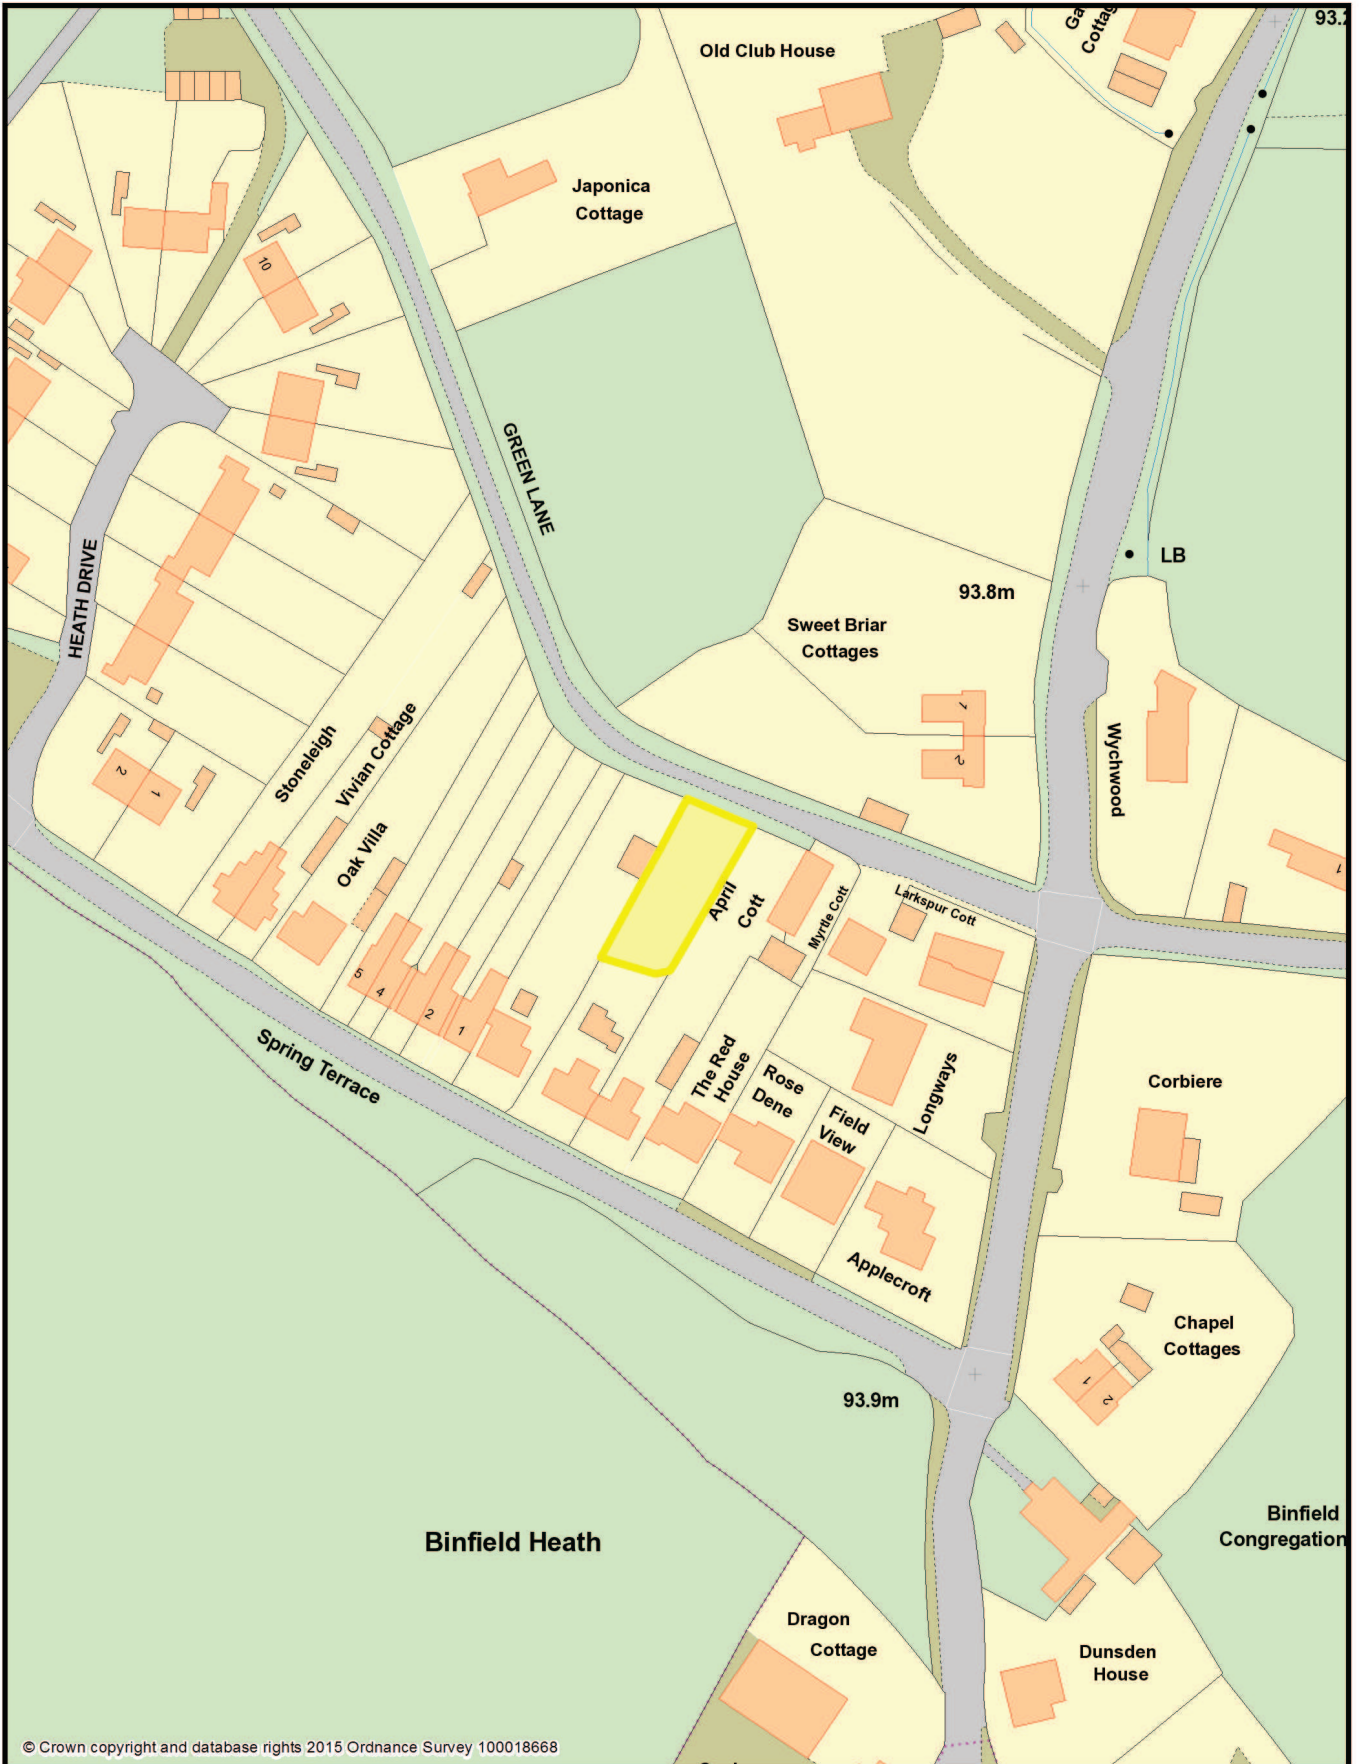 93.2
Old Club House
Cottag
Japonica
Cottage
10
GREEN LANE
HEATH DRIVE
LB
93.8m
Sweet Briar
Cottages
1
2
Wychwood
1
Stoneleigh
Vivian Cottage
Oak Villa
2
1
April
Cott
Myrtle Cott
Larkspur Cott
5
4
2
1
Spring Terrace
The Red
House
Rose
Dene
Field
View
Longways
Applecroft
Corbiere
Chapel
Cottages
1
2
93.9m
Binfield Heath
Binfield
Congregation
Dragon
Cottage
Dunsden
House
© Crown copyright and database rights 2015 Ordnance Survey 100018668